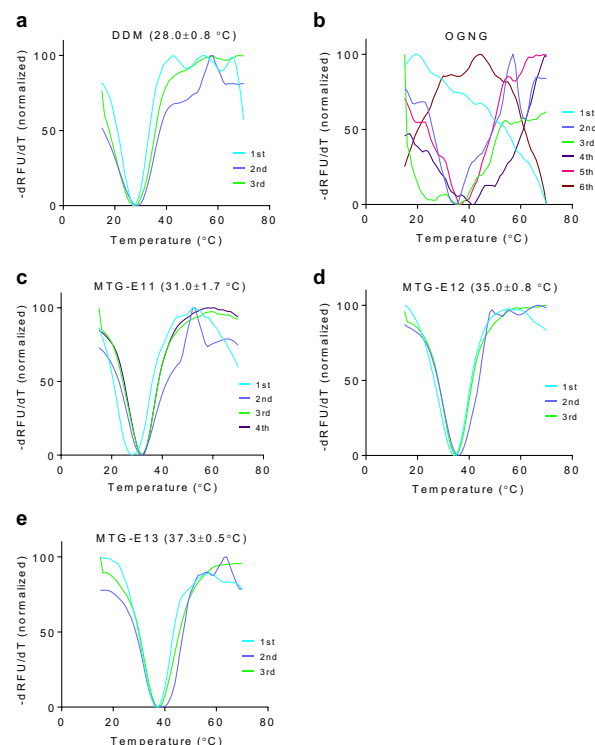 a
DDM (28.0±0.8 °C)
-dRFU/dT (normalized)
100
50
0
0 20 40 60 80
Temperature (°C)
1st
2nd
3rd
b
OGNG
-dRFU/dT (normalized)
100
50
0
0 20 40 60 80
Temperature (°C)
1st
2nd
3rd
4th
5th
6th
c
MTG-E11 (31.0±1.7 °C)
-dRFU/dT (normalized)
100
50
0
0 20 40 60 80
Temperature (°C)
1st
2nd
3rd
4th
d
MTG-E12 (35.0±0.8 °C)
-dRFU/dT (normalized)
100
50
0
0 20 40 60 80
Temperature (°C)
1st
2nd
3rd
e
MTG-E13 (37.3±0.5°C)
-dRFU/dT (normalized)
100
50
0
0 20 40 60 80
Temperature (°C)
1st
2nd
3rd